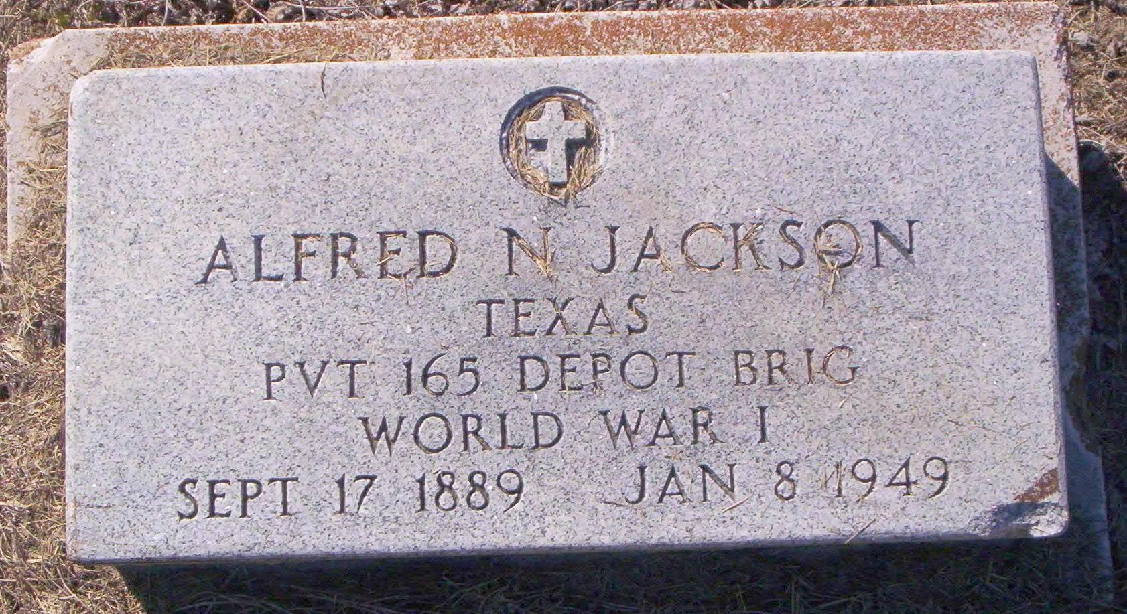 ALFRED N JACKSON
TEXAS
PVT 165 DEPOT BRIG
WORLD WAR I
SEPT 17 1889 JAN 8 1949